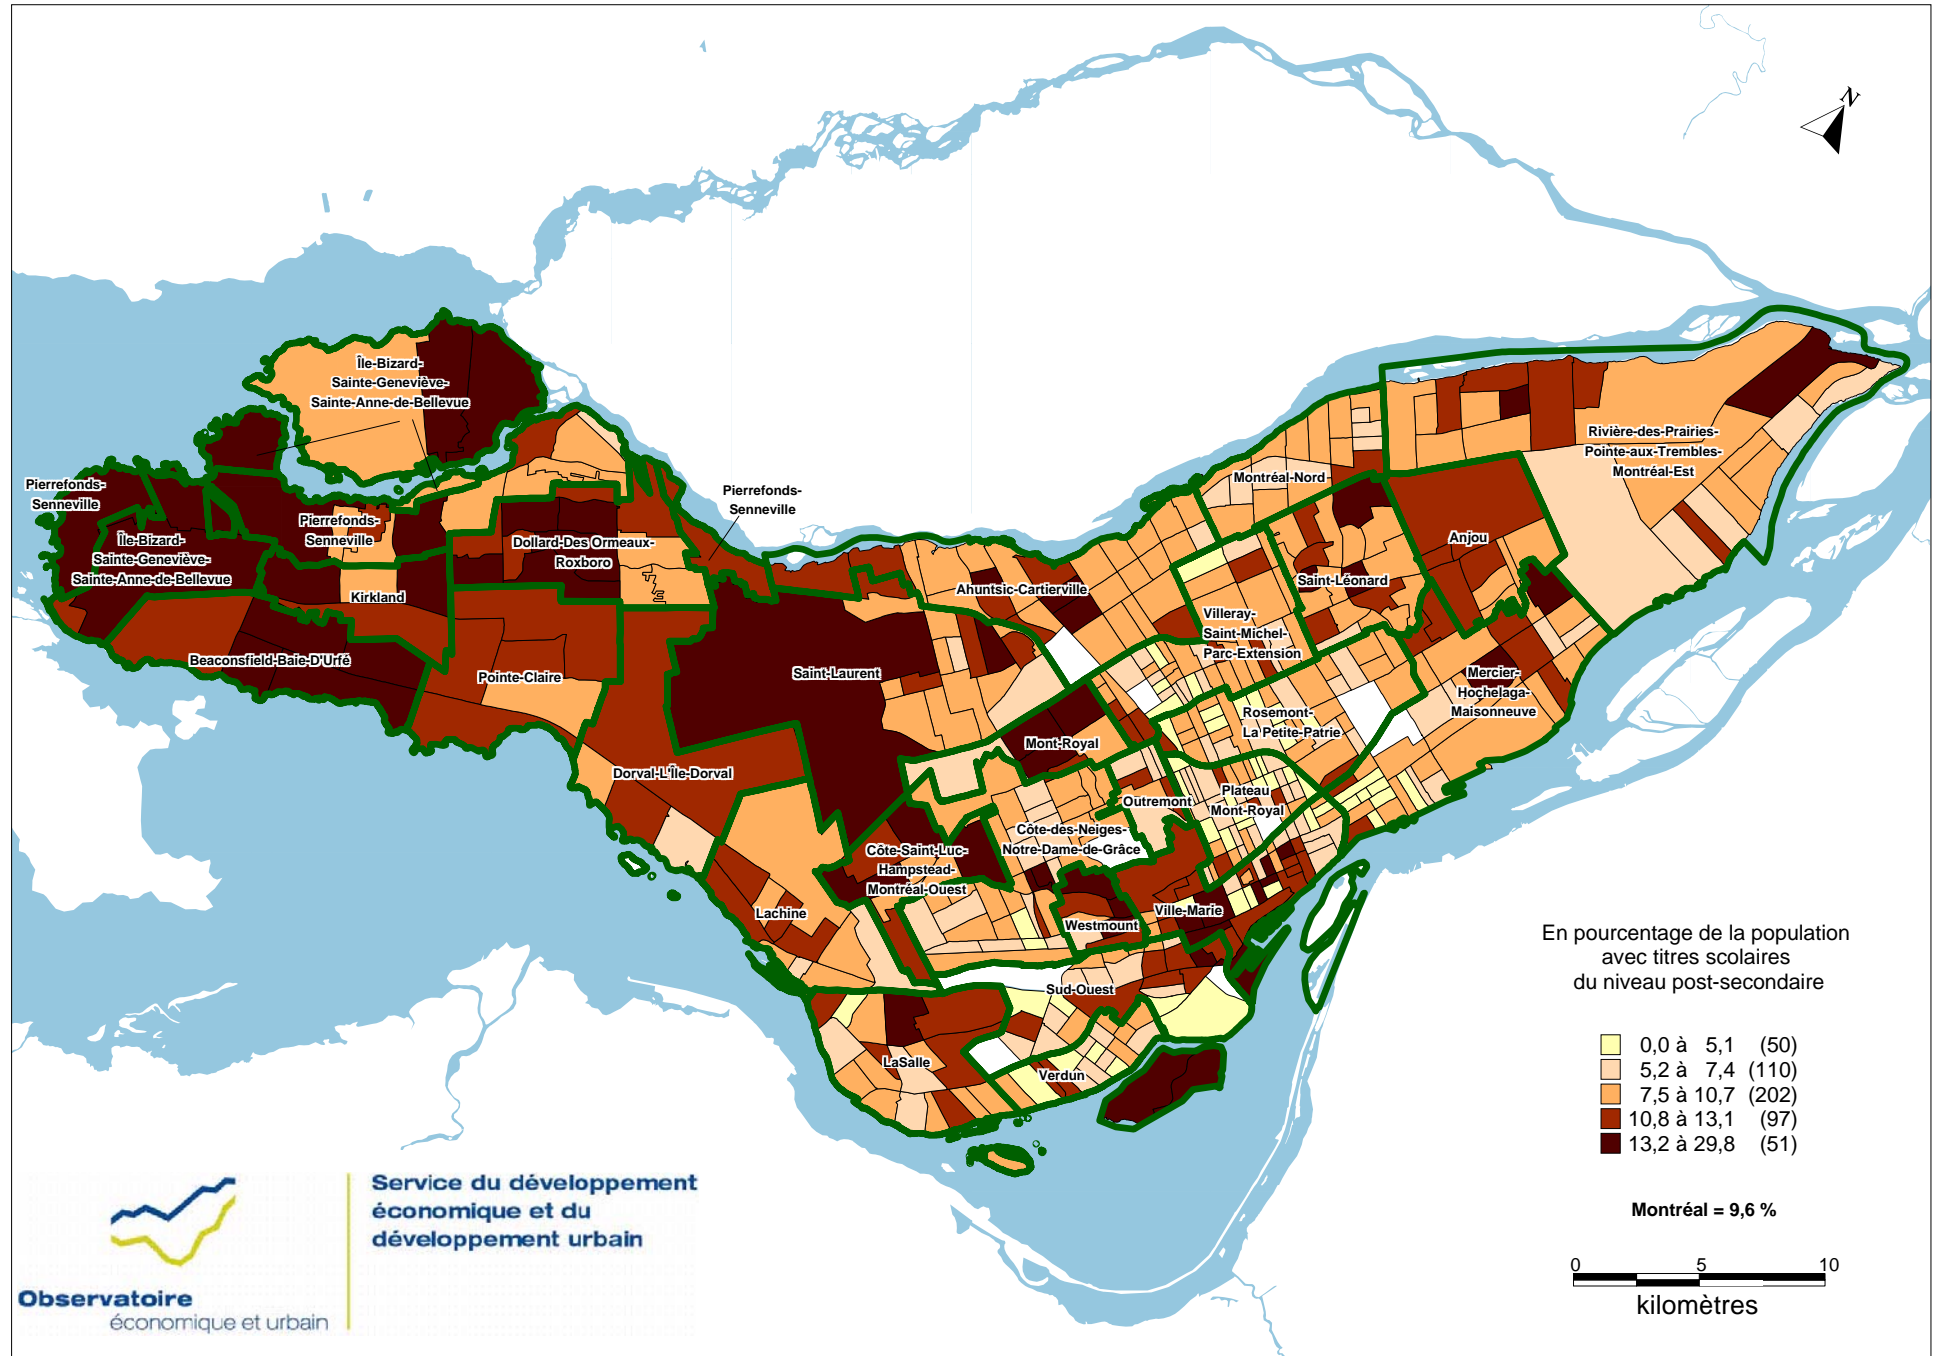 N
Île-Bizard-
Sainte-Geneviève-
Sainte-Anne-de-Bellevue
Pierrefonds-
Senneville
Île-Bizard-
Sainte-Geneviève-
Sainte-Anne-de-Bellevue
Pierrefonds-
Senneville
Kirkland
Dollard-Des Ormeaux-
Roxboro
Pierrefonds-
Senneville
Beaconsfield-Baie-D'Urfé
Pointe-Claire
Dorval-L'Île-Dorval
Saint-Laurent
Ahuntsic-Cartierville
Montréal-Nord
Rivière-des-Prairies-
Pointe-aux-Trembles-
Montréal-Est
Anjou
Saint-Léonard
Villeray-
Saint-Michel-
Parc-Extension
Mercier-
Hochelaga-
Maisonneuve
Rosemont-
La Petite-Patrie
Mont-Royal
Outremont
Plateau
Mont-Royal
Côte-des-Neiges-
Notre-Dame-de-Grâce
Côte-Saint-Luc-
Hampstead-
Montréal-Ouest
Lachine
Westmount
Ville-Marie
Sud-Ouest
LaSalle
Verdun
En pourcentage de la population
avec titres scolaires
du niveau post-secondaire
0,0 à 5,1 (50)
5,2 à 7,4 (110)
7,5 à 10,7 (202)
10,8 à 13,1 (97)
13,2 à 29,8 (51)
Montréal = 9,6 %
0 5 10
kilomètres
Service du développement
économique et du
développement urbain
Observatoire
économique et urbain